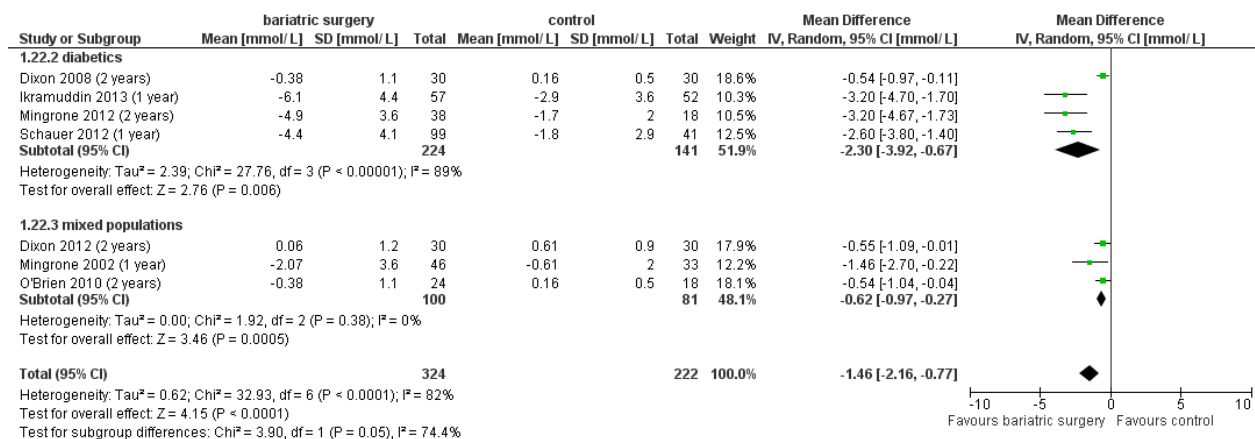 bariatric surgery control Mean Difference Mean Difference
Study or Subgroup Mean [mmol/L] SD [mmol/L] Total Mean [mmol/L] SD [mmol/L] Total Weight IV, Random, 95% CI [mmol/L] IV, Random, 95% CI [mmol/L]
1.22.2 diabetics
Dixon 2008 (2 years) -0.38 1.1 30 0.16 0.5 30 18.6% -0.54 [-0.97, -0.11]
Ikramuddin 2013 (1 year) -6.1 4.4 57 -2.9 3.6 52 10.3% -3.20 [-4.70, -1.70]
Mingrone 2012 (2 years) -4.9 3.6 38 -1.7 2 18 10.5% -3.20 [-4.67, -1.73]
Schauer 2012 (1 year) -4.4 4.1 99 -1.8 2.9 41 12.5% -2.60 [-3.80, -1.40]
Subtotal (95% CI) 224 141 51.9% -2.30 [-3.92, -0.67]
Heterogeneity: Tau² = 2.39; Chi² = 27.76, df = 3 (P < 0.00001); I² = 89%
Test for overall effect: Z = 2.76 (P = 0.006)
1.22.3 mixed populations
Dixon 2012 (2 years) 0.06 1.2 30 0.61 0.9 30 17.9% -0.55 [-1.09, -0.01]
Mingrone 2002 (1 year) -2.07 3.6 46 -0.61 2 33 12.2% -1.46 [-2.70, -0.22]
O'Brien 2010 (2 years) -0.38 1.1 24 0.16 0.5 18 18.1% -0.54 [-1.04, -0.04]
Subtotal (95% CI) 100 81 48.1% -0.62 [-0.97, -0.27]
Heterogeneity: Tau² = 0.00; Chi² = 1.92, df = 2 (P = 0.38); I² = 0%
Test for overall effect: Z = 3.46 (P = 0.0005)
Total (95% CI) 324 222 100.0% -1.46 [-2.16, -0.77]
Heterogeneity: Tau² = 0.62; Chi² = 32.93, df = 6 (P < 0.0001); I² = 82%
Test for overall effect: Z = 4.15 (P < 0.0001)
Test for subgroup differences: Chi² = 3.90, df = 1 (P = 0.05), I² = 74.4%
-10 -5 0 5 10
Favours bariatric surgery Favours control